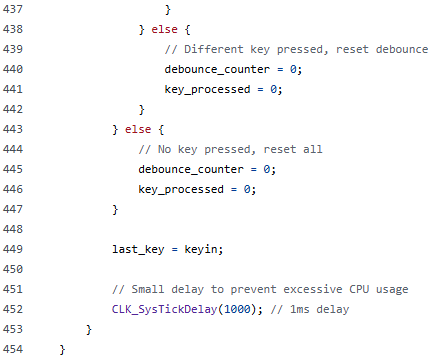 437                     }
438                 } else {
439                     // Different key pressed, reset debounce
440                     debounce_counter = 0;
441                     key_processed = 0;
442                 }
443             } else {
444                 // No key pressed, reset all
445                 debounce_counter = 0;
446                 key_processed = 0;
447             }
448
449             last_key = keyin;
450
451             // Small delay to prevent excessive CPU usage
452             CLK_SysTickDelay(1000); // 1ms delay
453         }
454     }